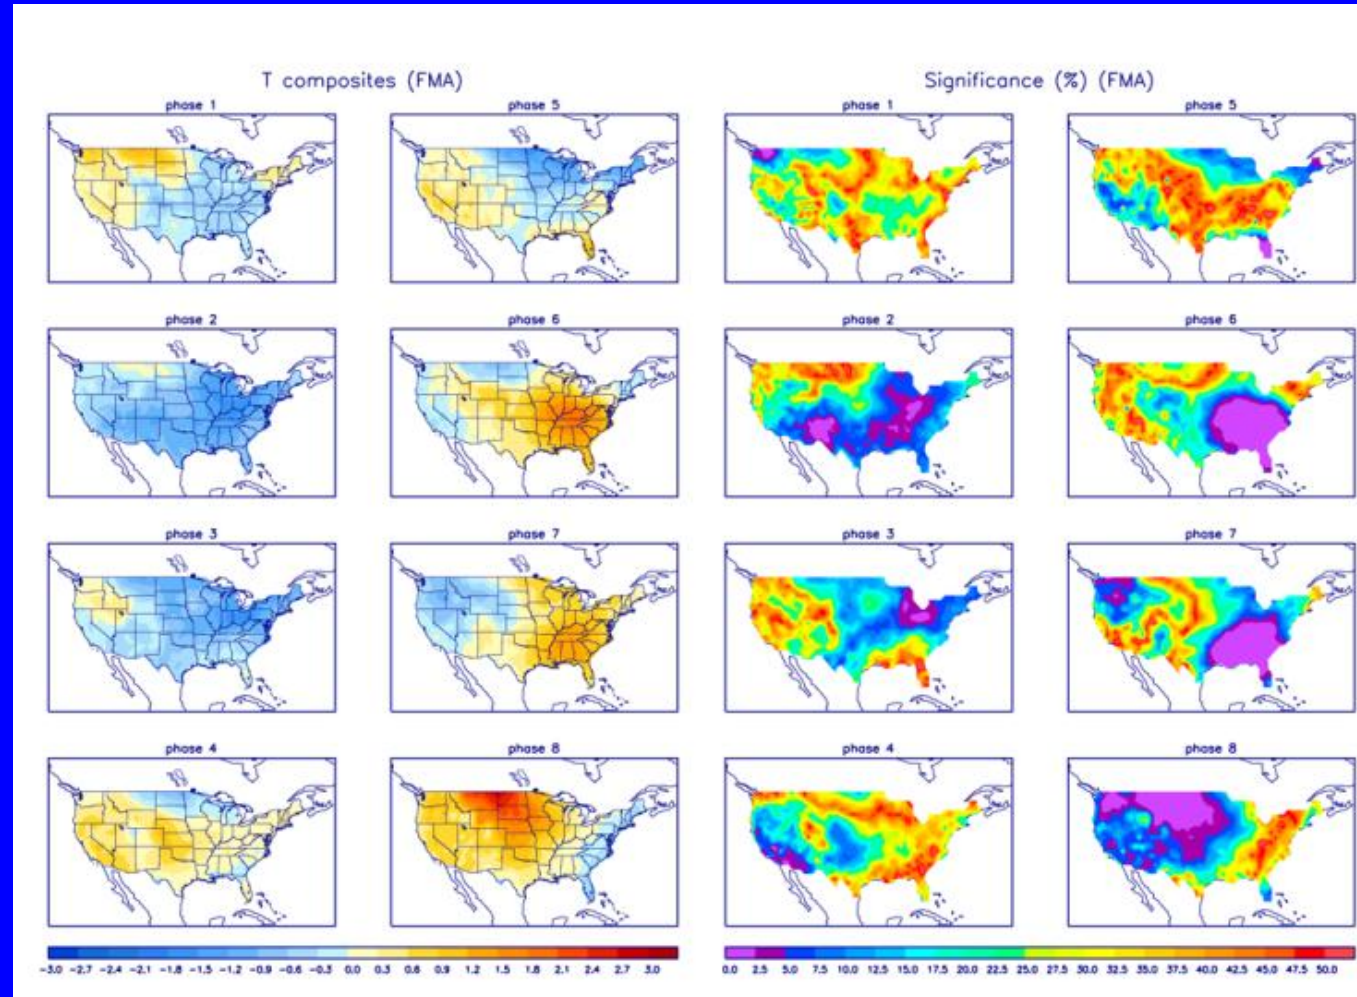 T composites (FMA)
Significance (%) (FMA)
phase 1
phase 5
phase 1
phase 5
phase 2
phase 6
phase 2
phase 6
phase 3
phase 7
phase 3
phase 7
phase 4
phase 8
phase 4
phase 8
-3.0 -2.7 -2.4 -2.1 -1.8 -1.5 -1.2 -0.9 -0.6 -0.3 0.0 0.3 0.6 0.9 1.2 1.5 1.8 2.1 2.4 2.7 3.0
0.0 2.5 5.0 7.5 10.0 12.5 15.0 17.5 20.0 22.5 25.0 27.5 30.0 32.5 35.0 37.5 40.0 42.5 45.0 47.5 50.0